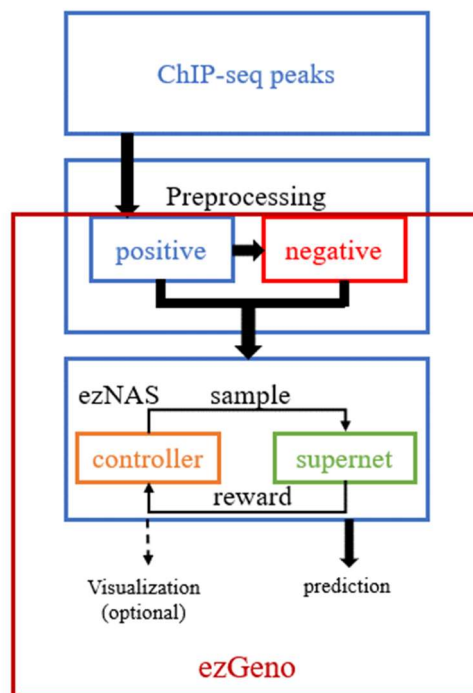 ChIP-seq peaks
Preprocessing
positive
negative
ezNAS
sample
controller
supernet
reward
Visualization
(optional)
prediction
ezGeno